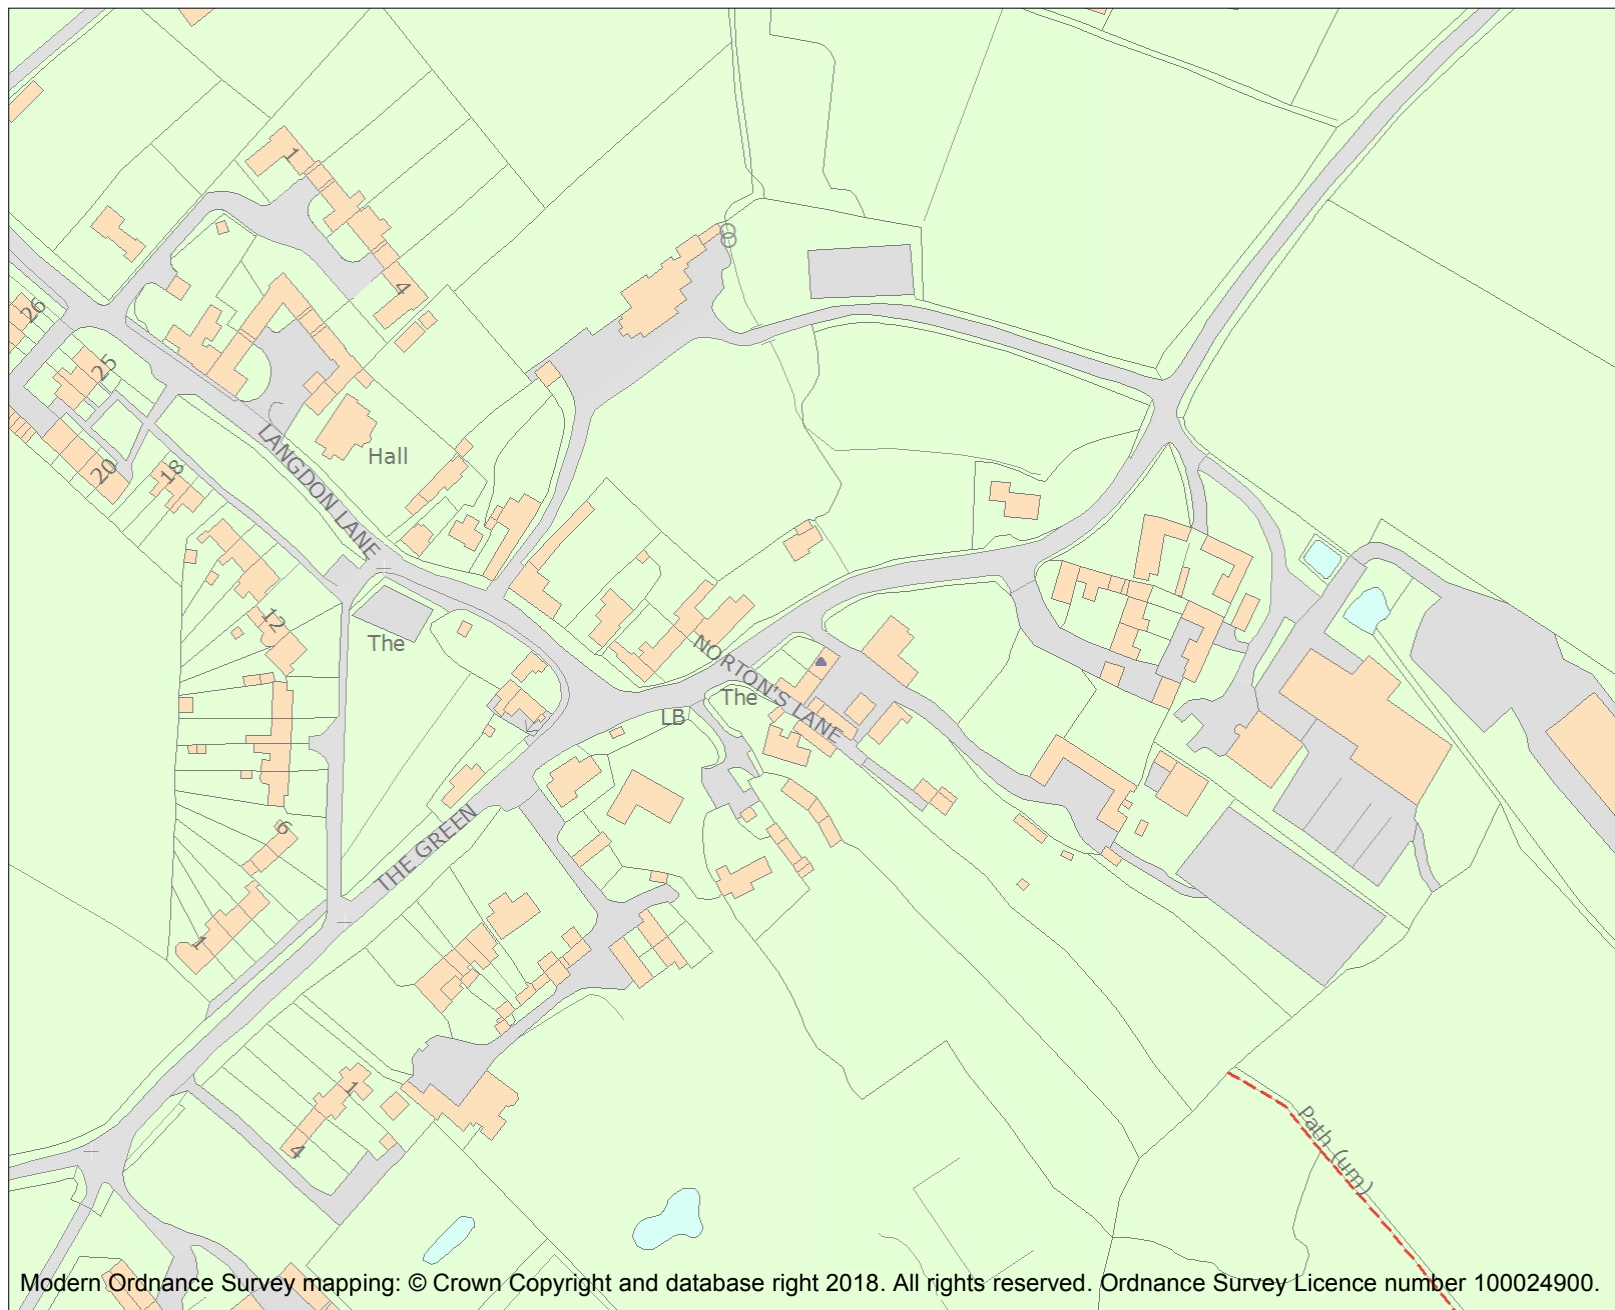 1
4
26
25
Hall
LANGDON LANE
20
18
12
The
NORTON'S LANE
The
LB
6
THE GREEN
1
1
4
Path (um)
Modern Ordnance Survey mapping: © Crown Copyright and database right 2018. All rights reserved. Ordnance Survey Licence number 100024900.